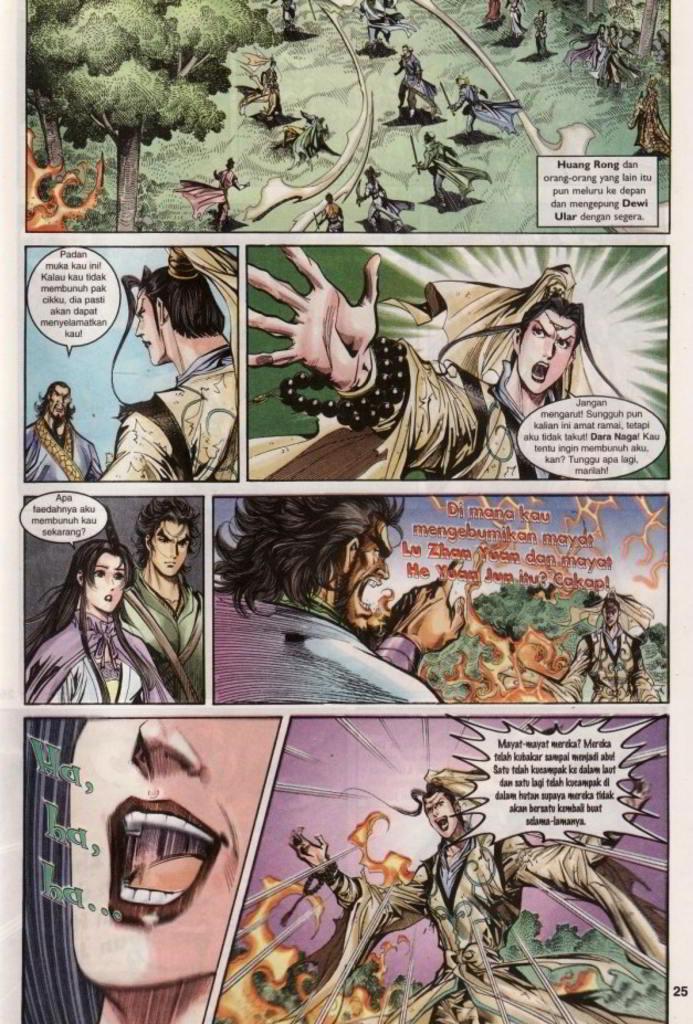 Huang Rong dan
orang-orang yang lain itu
pun meluru ke depan
dan mengepung Dewi
Ular dengan segera.
Padan
muka kau ini!
Kalau kau tidak
membunuh pak
cikku, dia pasti
akan dapat
menyelamatkan
kau!
Jangan
mengarut! Sungguh pun
kalian ini amat ramai, tetapi
aku tidak takut! Dara Naga! Kau
tentu ingin membunuh aku,
kan? Tunggu apa lagi,
marilah!
Apa
faedahnya aku
membunuh kau
sekarang?
Di mana kau
mengebumikan mayat
Lu Zhan Yuan dan mayat
He Yuan Jun itu? Cakap!
Ha,
ha,
ha...
Mayat-mayat mereka? Mereka
telah kubakar sampai menjadi abu!
Satu telah kucampak ke dalam laut
dan satu lagi telah kucampak di
dalam hutan supaya mereka tidak
akan bersatu kembali buat
selama-lamanya.
25